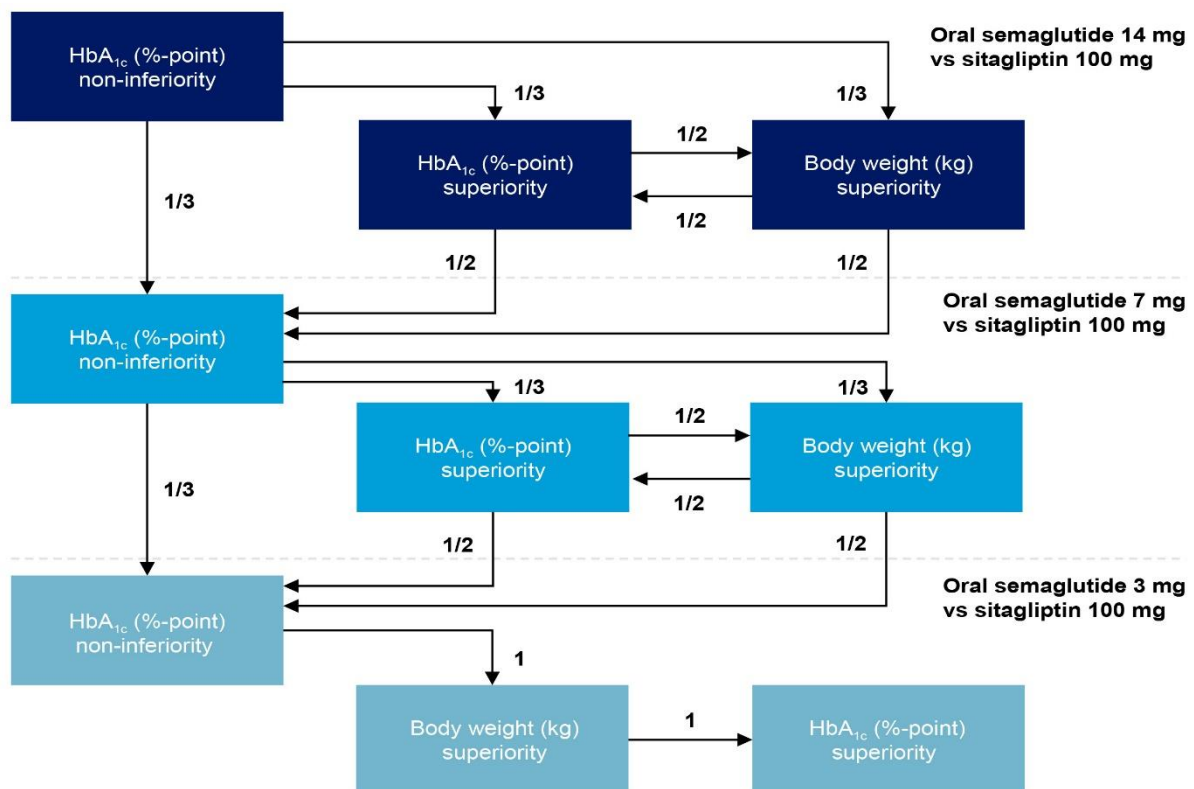 HbA1c (%-point)
non-inferiority
Oral semaglutide 14 mg
vs sitagliptin 100 mg
1/3
1/3
HbA1c (%-point)
superiority
1/2
Body weight (kg)
superiority
1/3
1/2
1/2
1/2
Oral semaglutide 7 mg
vs sitagliptin 100 mg
HbA1c (%-point)
non-inferiority
1/3
1/3
HbA1c (%-point)
superiority
1/2
Body weight (kg)
superiority
1/3
1/2
1/2
1/2
Oral semaglutide 3 mg
vs sitagliptin 100 mg
HbA1c (%-point)
non-inferiority
1
Body weight (kg)
superiority
1
HbA1c (%-point)
superiority